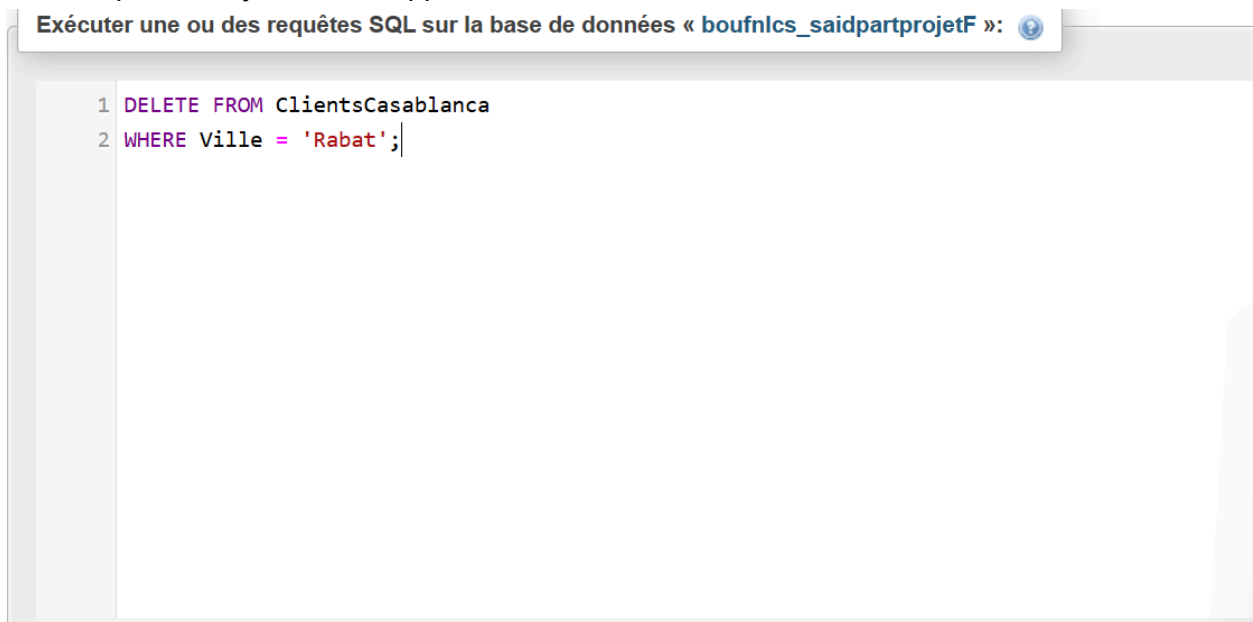 Exécuter une ou des requêtes SQL sur la base de données « boufnlcs_saidpartprojetF »:
1 DELETE FROM ClientsCasablanca
2 WHERE Ville = 'Rabat';